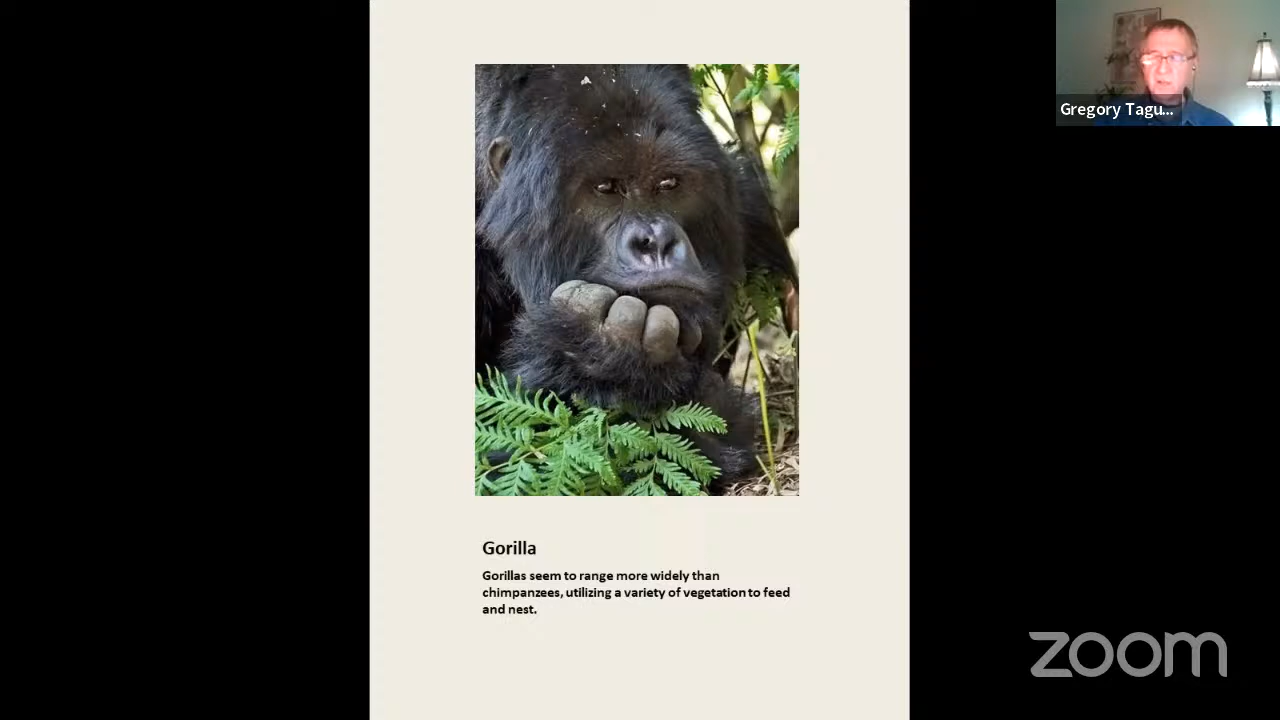 Gregory Tagu...
Gorilla
Gorillas seem to range more widely than
chimpanzees, utilizing a variety of vegetation to feed
and nest.
zoom